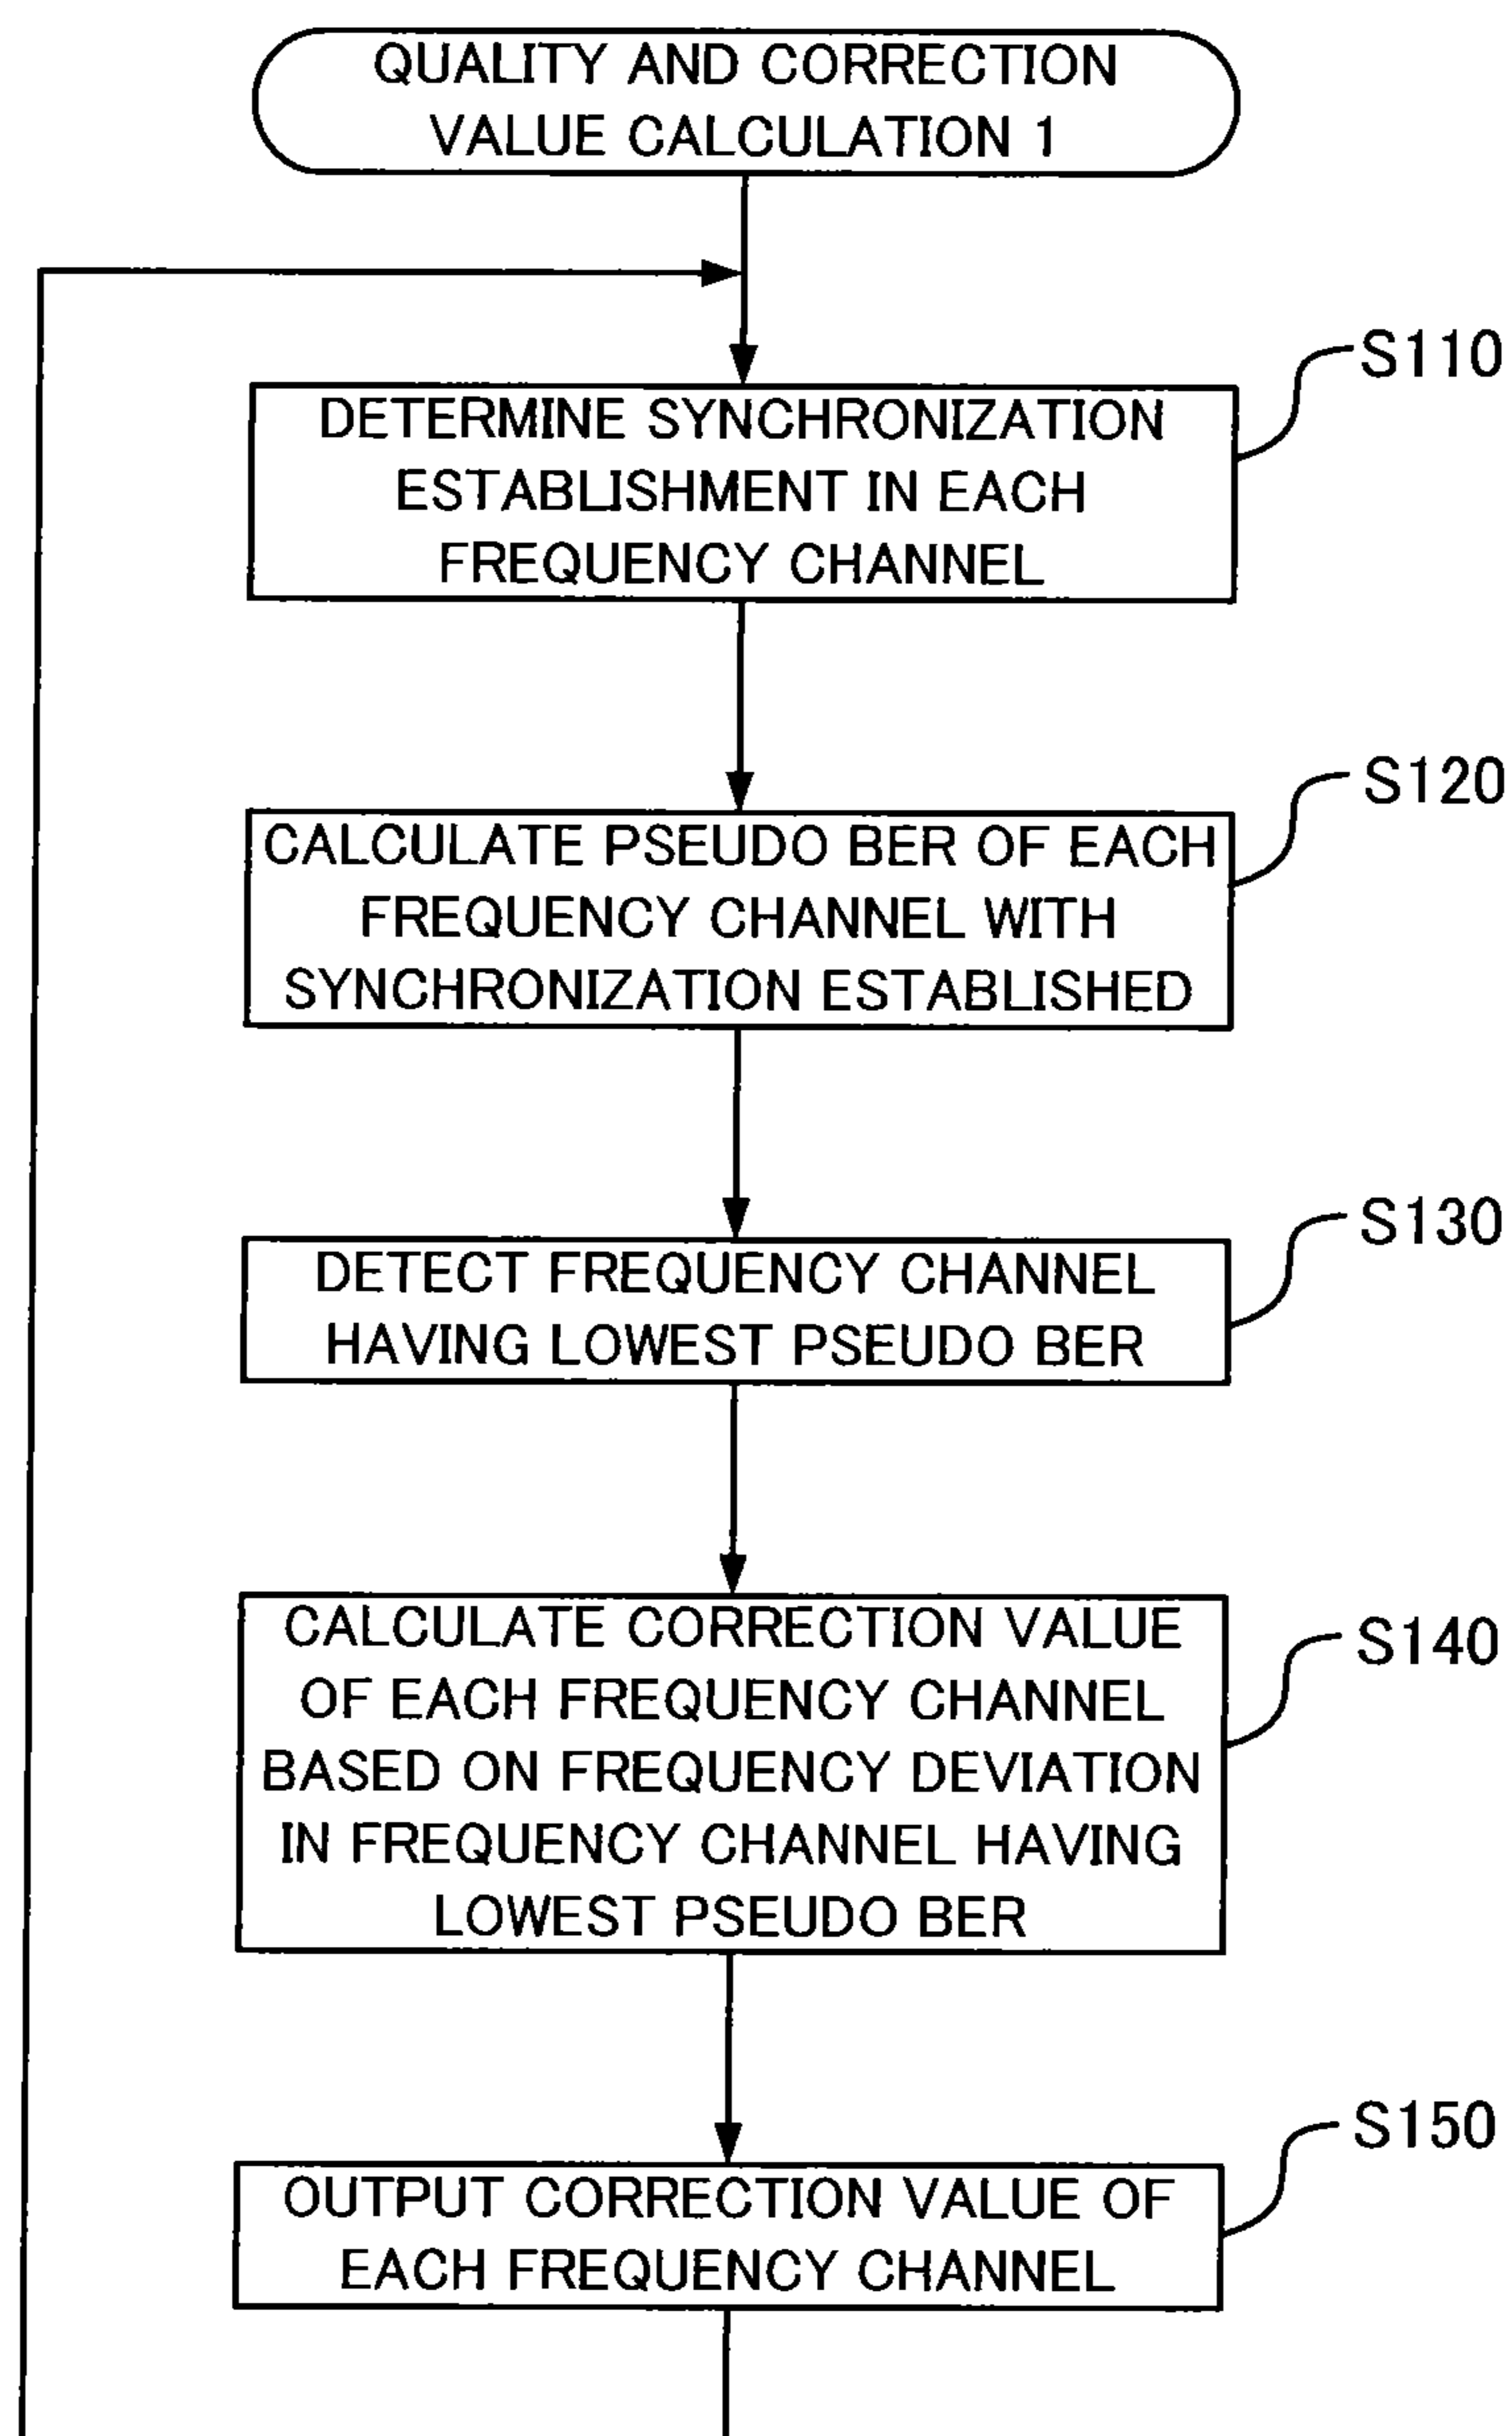 QUALITY AND CORRECTION
VALUE CALCULATION 1
S110
DETERMINE SYNCHRONIZATION
ESTABLISHMENT IN EACH
FREQUENCY CHANNEL
S120
CALCULATE PSEUDO BER OF EACH
FREQUENCY CHANNEL WITH
SYNCHRONIZATION ESTABLISHED
S130
DETECT FREQUENCY CHANNEL
HAVING LOWEST PSEUDO BER
S140
CALCULATE CORRECTION VALUE
OF EACH FREQUENCY CHANNEL
BASED ON FREQUENCY DEVIATION
IN FREQUENCY CHANNEL HAVING
LOWEST PSEUDO BER
S150
OUTPUT CORRECTION VALUE OF
EACH FREQUENCY CHANNEL